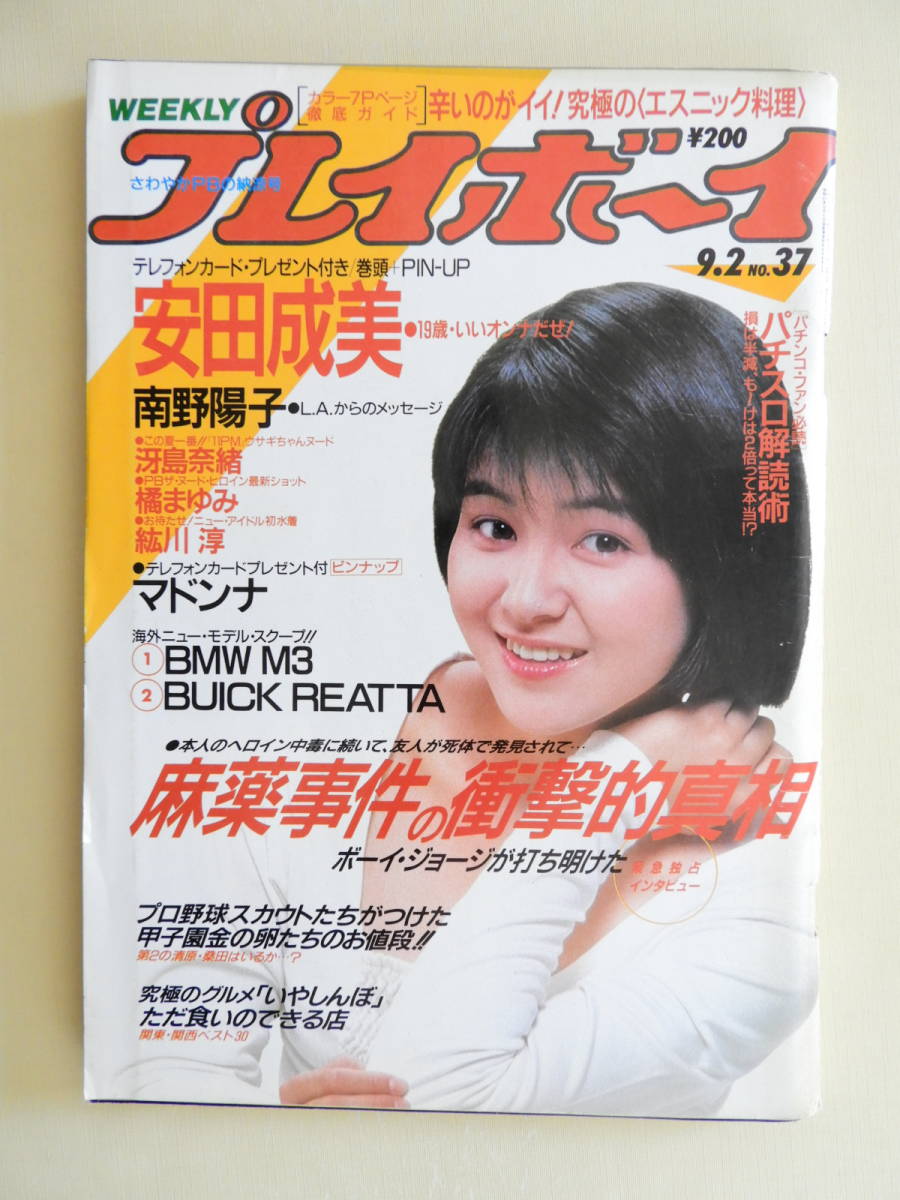 WEEKLY
カラー7Pページ
徹底ガイド
辛いのがイイ!究極の〈エスニック料理〉
¥200
プレイボーイ
さわやかPBの納涼号
9.2 NO.37
テレフォンカード・プレゼント付き/巻頭+PIN-UP
安田成美
●19歳・いいオンナだぜ!
南野陽子●L.A.からのメッセージ
●この夏一番!!「11PM」ウサギちゃんヌード
冴島奈緒
●PBザ・ヌード・ヒロイン最新ショット
橘まゆみ
●お待たせ!ニュー・アイドル初水着
紘川 淳
●テレフォンカードプレゼント付 ピンナップ
マドンナ
海外ニュー・モデル・スクープ!!
1 BMW M3
2 BUICK REATTA
パチンコ・ファン必読
パチスロ解読術
損は半減、も〜けは2倍って本当!?
●本人のヘロイン中毒に続いて、友人が死体で発見されて…
麻薬事件の衝撃的真相
ボーイ・ジョージが打ち明けた
緊急独占
インタビュー
プロ野球スカウトたちがつけた
甲子園金の卵たちのお値段!!
第2の清原・桑田はいるか…?
究極のグルメ「いやしんぼ」
ただ食いのできる店
関東・関西ベスト30